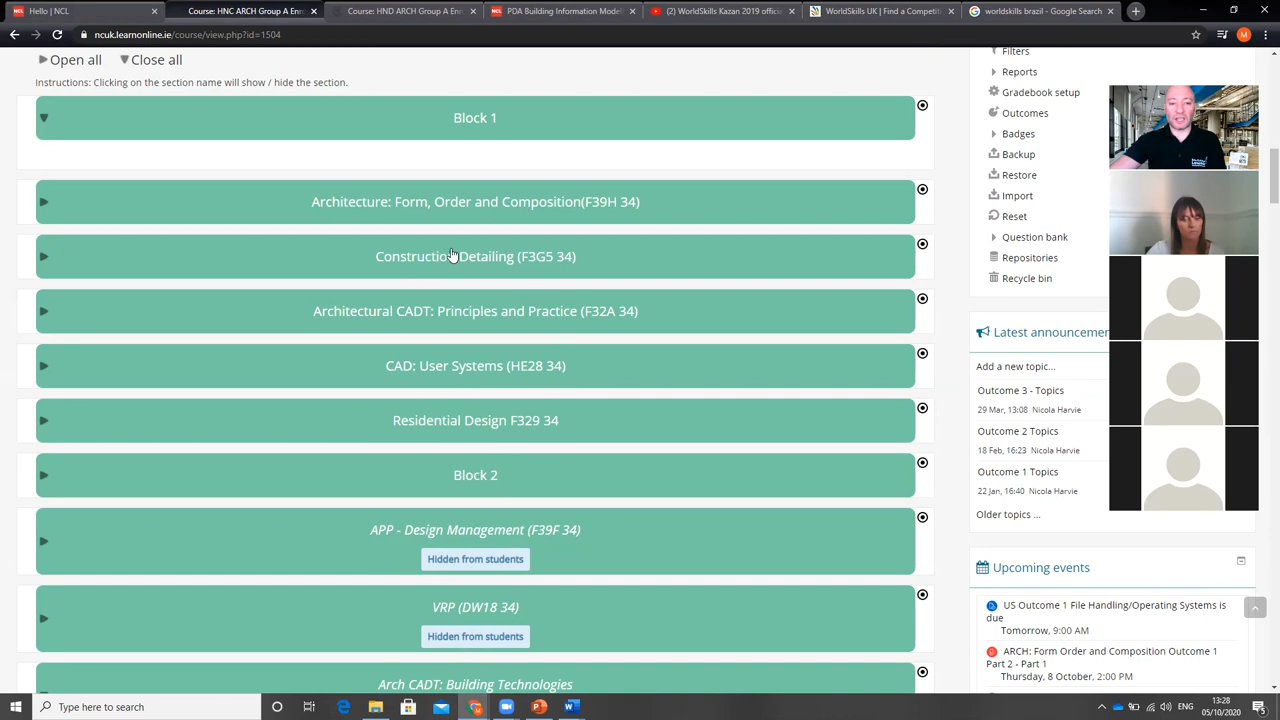 Hello | NCL
Course: HNC ARCH Group A Enro
Course: HND ARCH Group A Enr
PDA Building Information Model
(2) WorldSkills Kazan 2019 offici
WorldSkills UK | Find a Competit
worldskills brazil - Google Search
ncuk.learnonline.ie/course/view.php?id=1504
M
Open all
Close all
Instructions: Clicking on the section name will show / hide the section.
Block 1
Architecture: Form, Order and Composition(F39H 34)
Construction Detailing (F3G5 34)
Architectural CADT: Principles and Practice (F32A 34)
CAD: User Systems (HE28 34)
Residential Design F329 34
Block 2
APP - Design Management (F39F 34)
Hidden from students
VRP (DW18 34)
Hidden from students
Arch CADT: Building Technologies
Filters
Reports
Gradebook setup
Outcomes
Badges
Backup
Restore
Import
Reset
Question bank
Repositories
Recycle bin
Latest announcemen
Add a new topic...
Outcome 3 - Topics
29 Mar, 13:08 Nicola Harvie
Outcome 2 Topics
18 Feb, 16:23 Nicola Harvie
Outcome 1 Topics
22 Jan, 16:40 Nicola Harvie
Older topics ...
Upcoming events
US Outcome 1 File Handling/Operating Systems is
due
Tomorrow, 9:00 AM
ARCH: Form Order and Composition Outcome 1
Part 2 - Part 1
Thursday, 8 October, 2:00 PM
Type here to search
ENG
13:28
05/10/2020